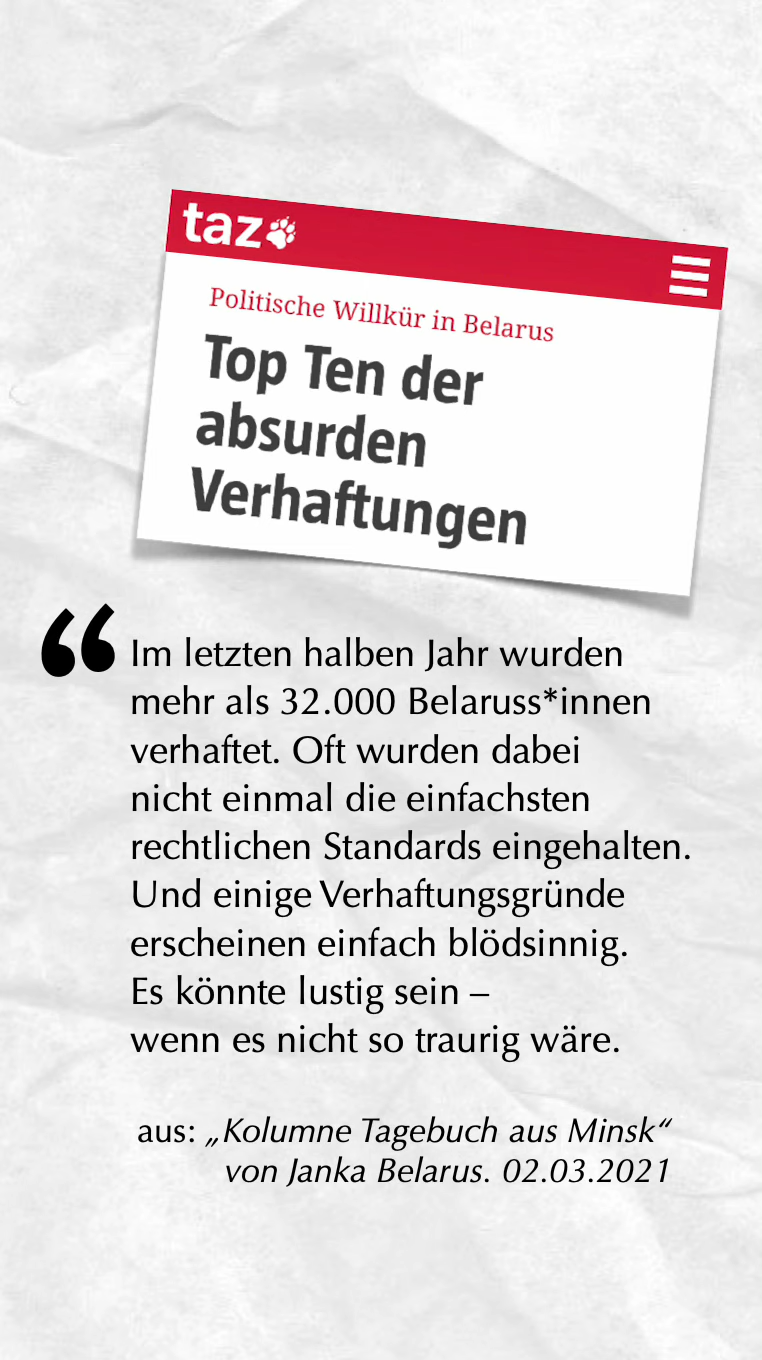 taz
Politische Willkür in Belarus
Top Ten der
absurden
Verhaftungen
“Im letzten halben Jahr wurden
mehr als 32.000 Belaruss*innen
verhaftet. Oft wurden dabei
nicht einmal die einfachsten
rechtlichen Standards eingehalten.
Und einige Verhaftungsgründe
erscheinen einfach blödsinnig.
Es könnte lustig sein –
wenn es nicht so traurig wäre.
aus: „Kolumne Tagebuch aus Minsk“
von Janka Belarus. 02.03.2021